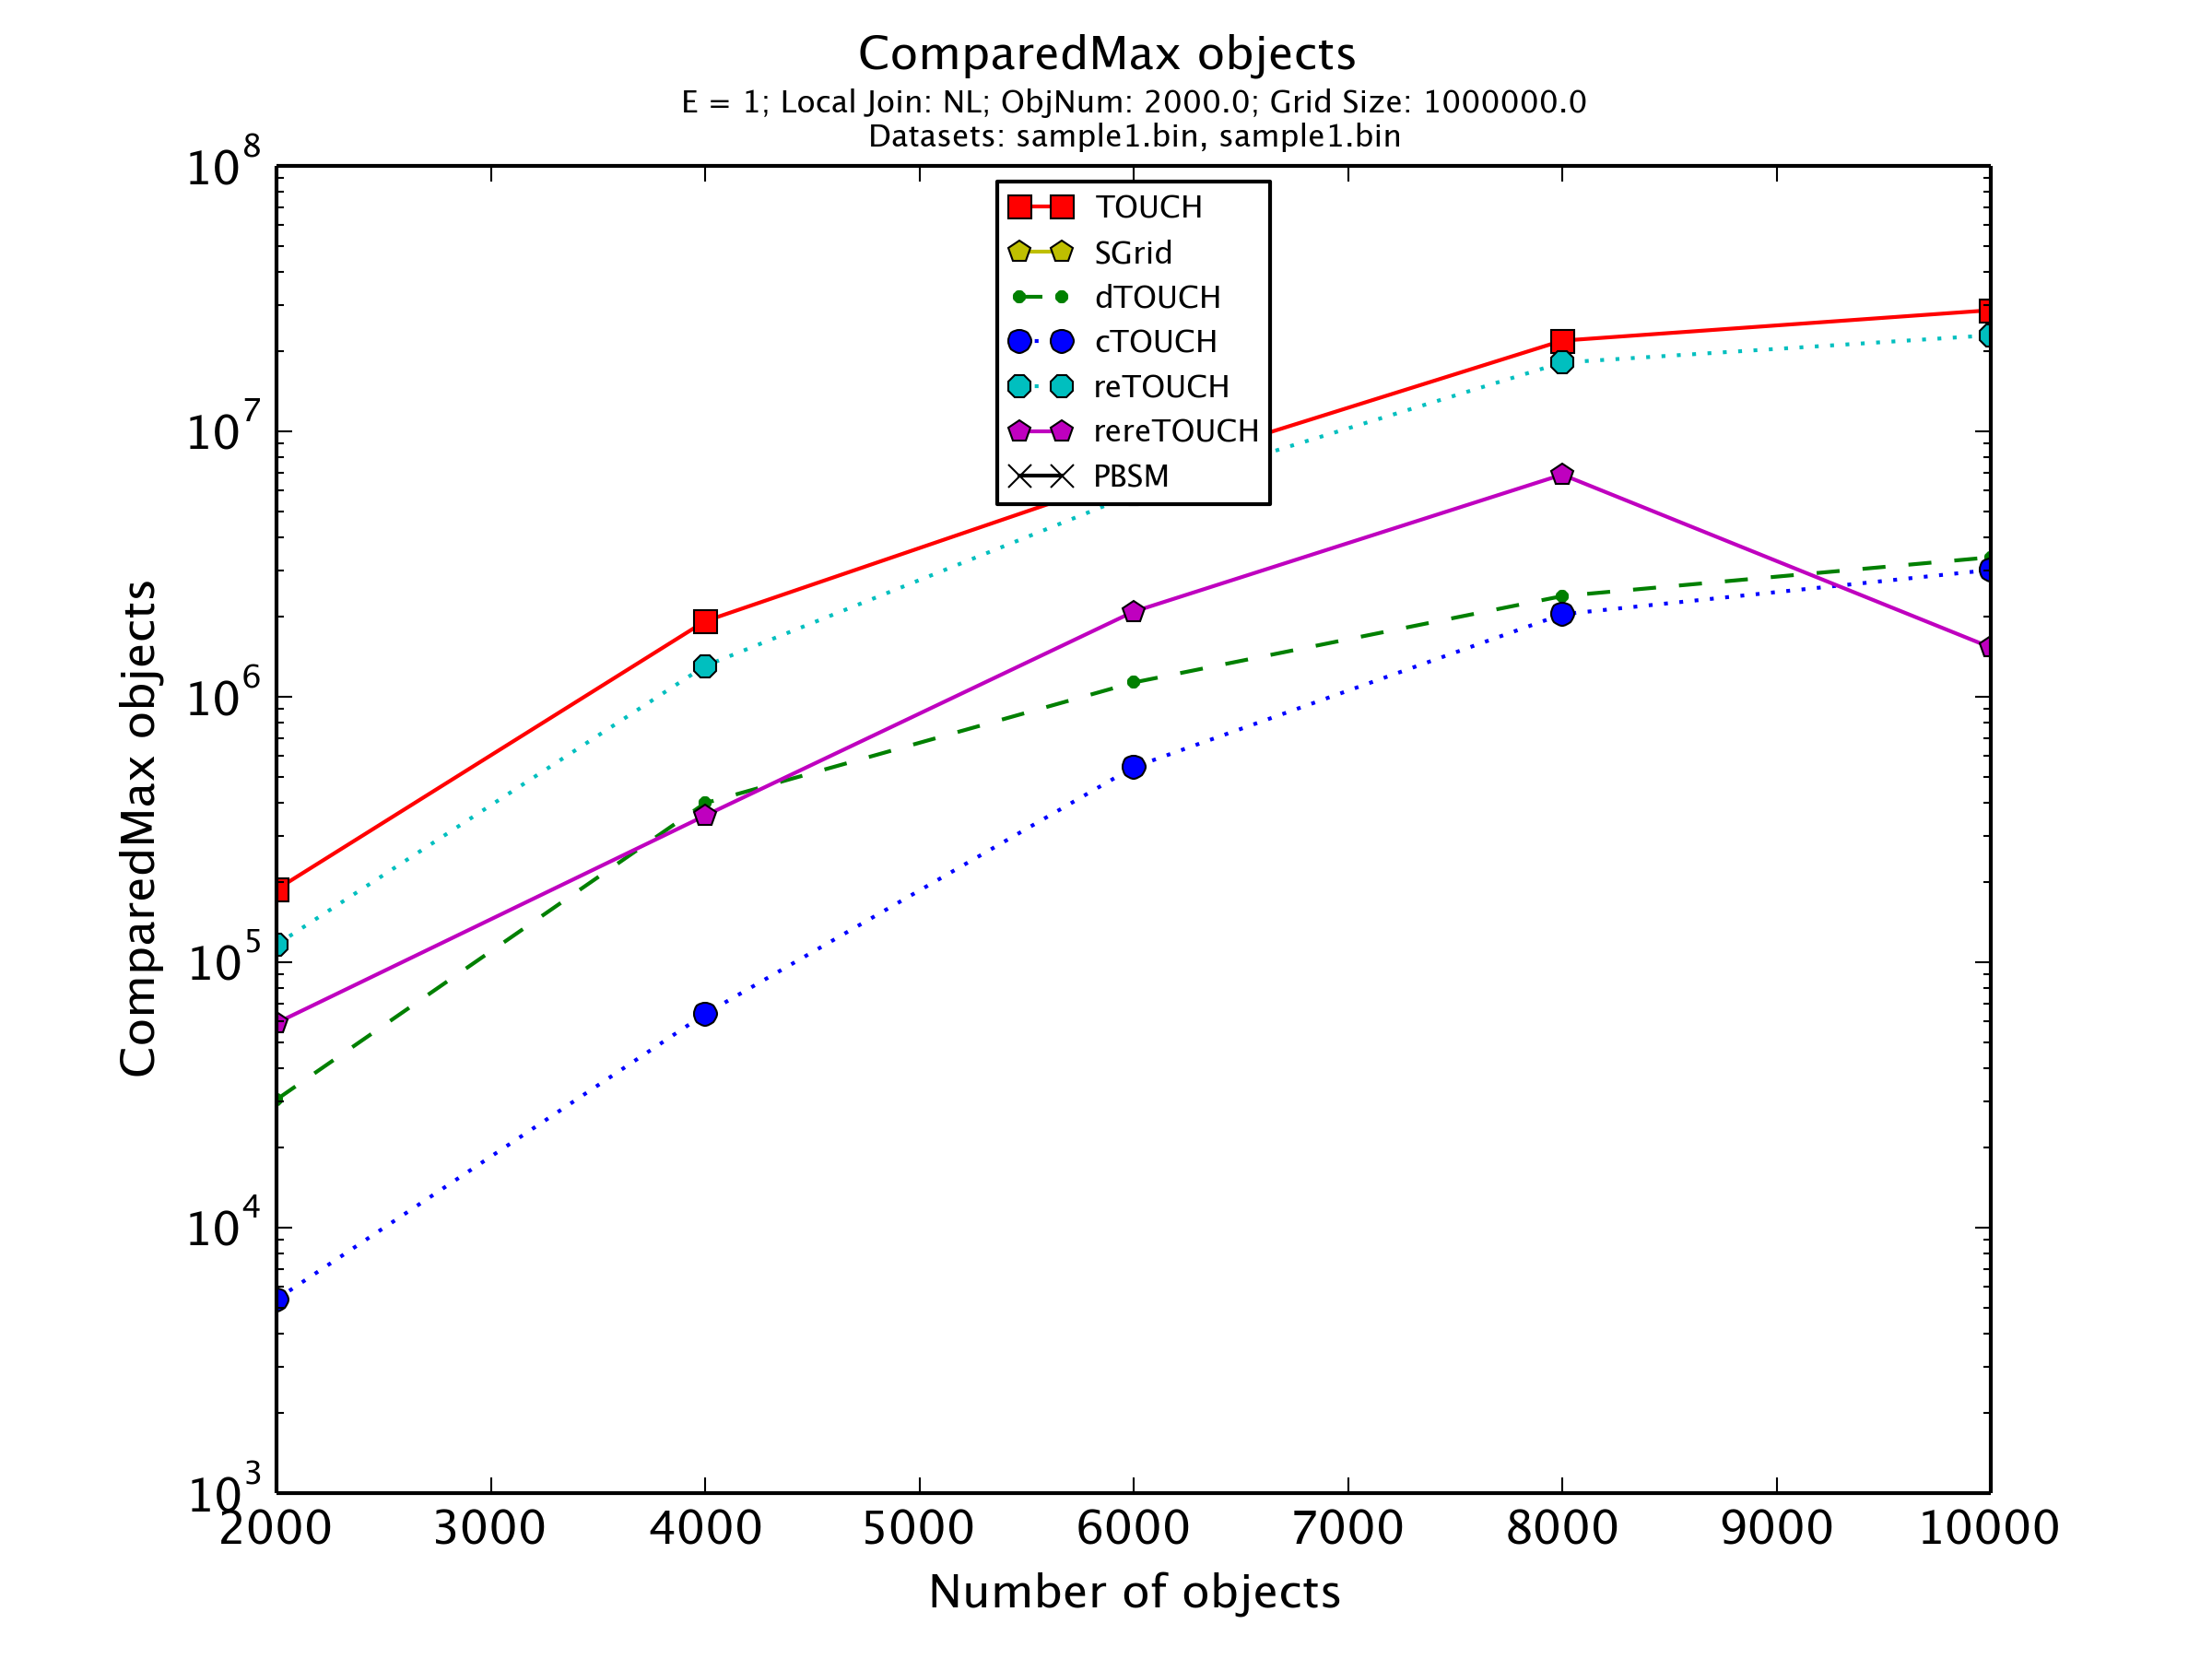 ComparedMax objects
E = 1; Local Join: NL; ObjNum: 2000.0; Grid Size: 1000000.0
Datasets: sample1.bin, sample1.bin
10^8
10^7
10^6
10^5
10^4
10^3
ComparedMax objects
TOUCH
SGrid
dTOUCH
cTOUCH
reTOUCH
rereTOUCH
PBSM
2000 3000 4000 5000 6000 7000 8000 9000 10000
Number of objects